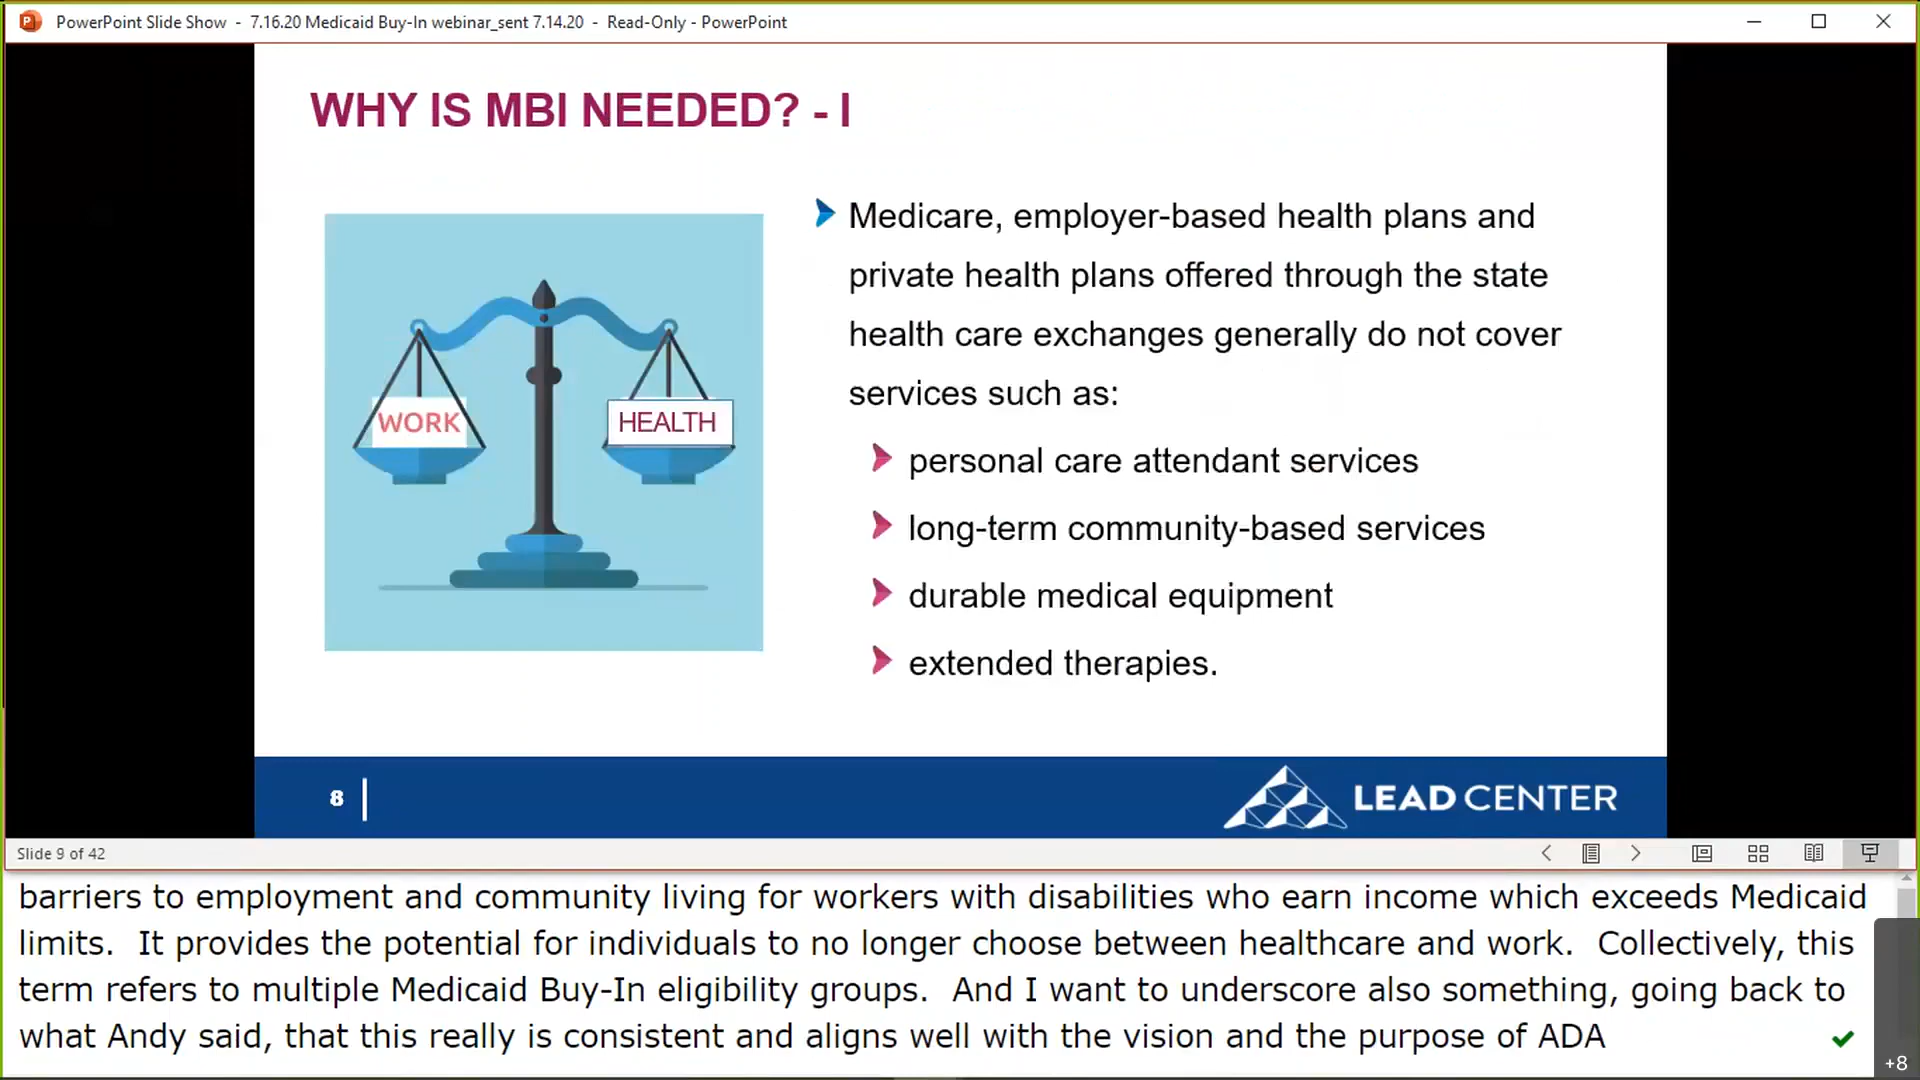 PowerPoint Slide Show - 7.16.20 Medicaid Buy-In webinar_sent 7.14.20 - Read-Only - PowerPoint
WHY IS MBI NEEDED? - I
WORK
HEALTH
Medicare, employer-based health plans and
private health plans offered through the state
health care exchanges generally do not cover
services such as:
personal care attendant services
long-term community-based services
durable medical equipment
extended therapies.
8
LEAD CENTER
Slide 9 of 42
barriers to employment and community living for workers with disabilities who earn income which exceeds Medicaid
limits. It provides the potential for individuals to no longer choose between healthcare and work. Collectively, this
term refers to multiple Medicaid Buy-In eligibility groups. And I want to underscore also something, going back to
what Andy said, that this really is consistent and aligns well with the vision and the purpose of ADA
+8